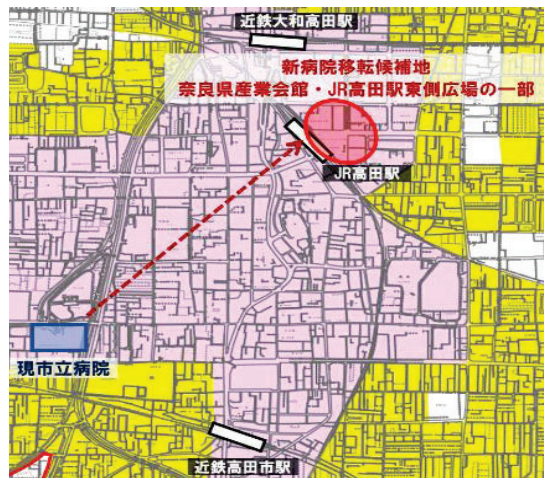 近鉄大和高田駅
新病院移転候補地
奈良県産業会館・JR高田駅東側広場の一部
JR高田駅
現市立病院
近鉄高田市駅